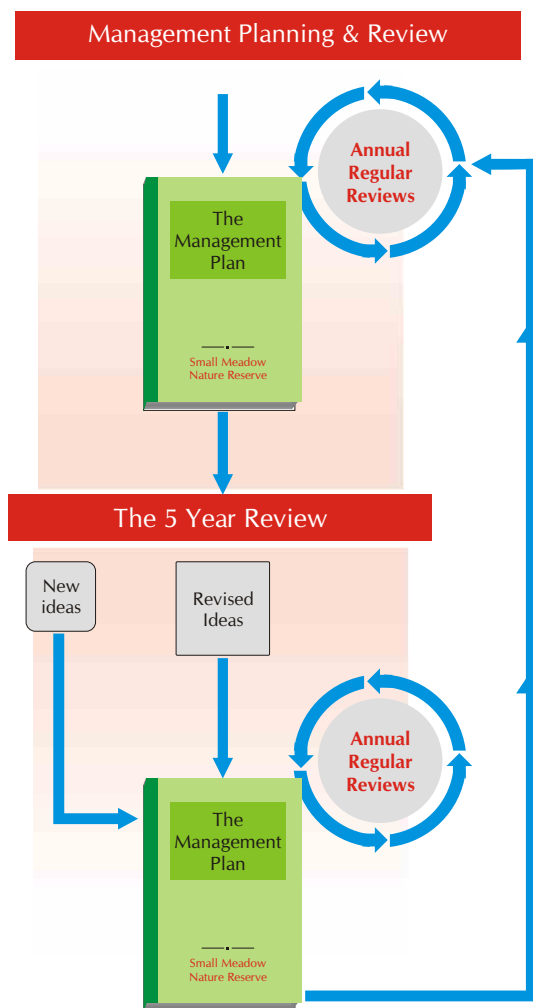 Management Planning & Review
Annual
Regular
Reviews
The
Management
Plan
Small Meadow
Nature Reserve
The 5 Year Review
New
ideas
Revised
Ideas
Annual
Regular
Reviews
The
Management
Plan
Small Meadow
Nature Reserve